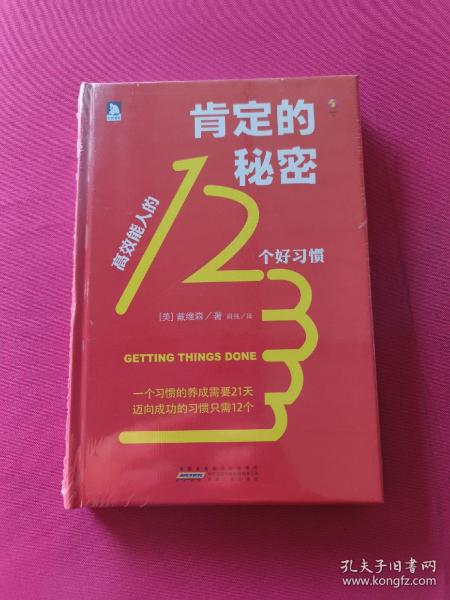 肯定的
秘密
高效能人的
12
个好习惯
[美] 戴维森／著
GETTING THINGS DONE
一个习惯的养成需要21天
迈向成功的习惯只需12个
孔夫子旧书网
www.kongfz.com